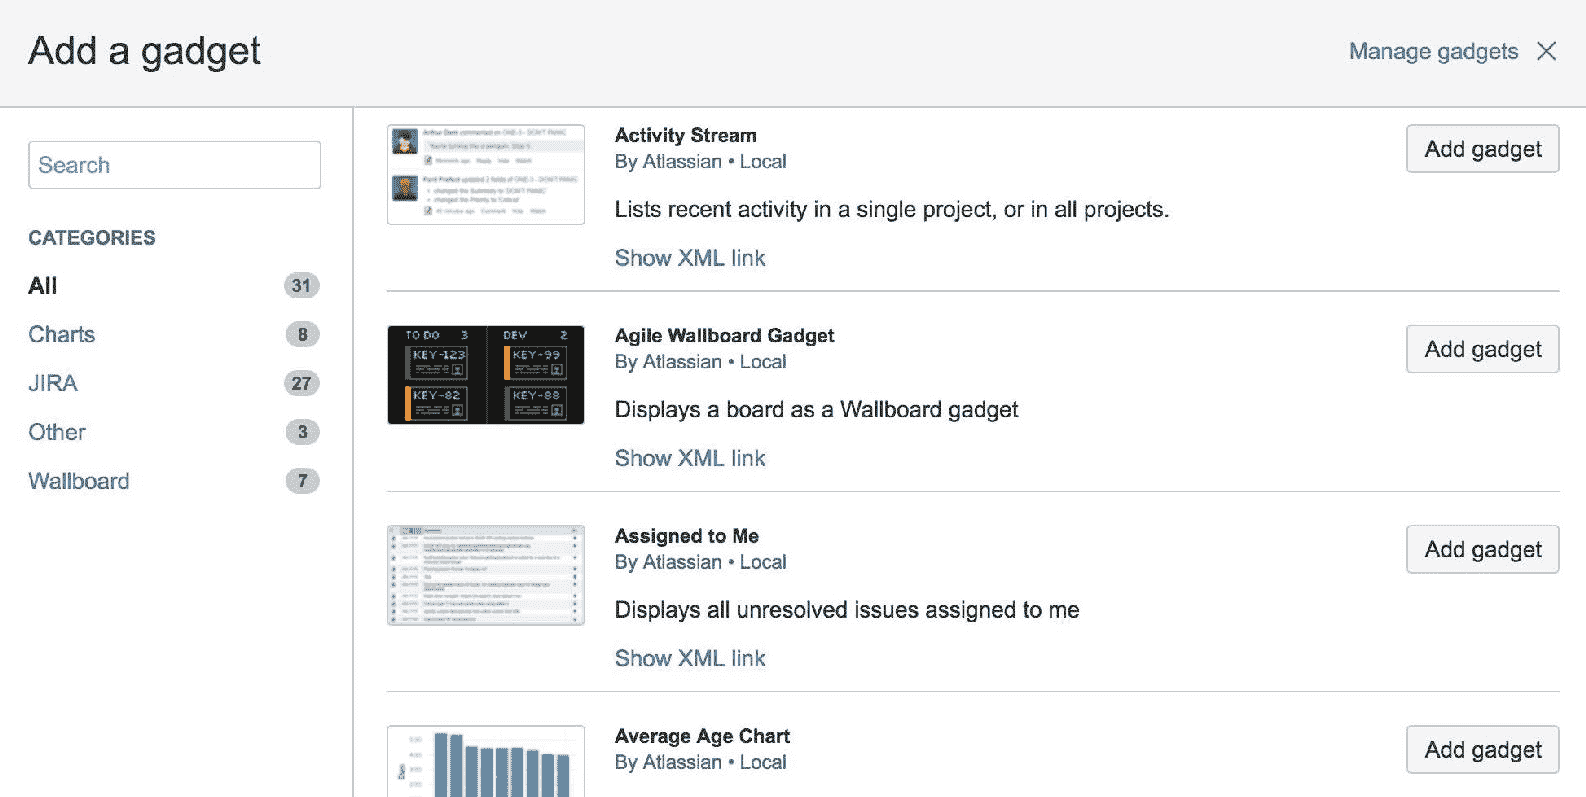 Add a gadget
Manage gadgets
Search
CATEGORIES
All 31
Charts 8
JIRA 27
Other 3
Wallboard 7
Activity Stream
By Atlassian • Local
Lists recent activity in a single project, or in all projects.
Show XML link
Add gadget
TO DO 3 DEV 2
KEY-123 KEY-99
KEY-82 KEY-88
Agile Wallboard Gadget
By Atlassian • Local
Displays a board as a Wallboard gadget
Show XML link
Add gadget
Assigned to Me
By Atlassian • Local
Displays all unresolved issues assigned to me
Show XML link
Add gadget
Days
Average Age Chart
By Atlassian • Local
Add gadget